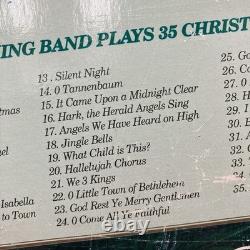 ING BAND PLAYS 35 CHRIST
13. Silent Night
14. O Tannenbaum
15. It Came Upon a Midnight Clear
16. Hark, the Herald Angels Sing
17. Angels We Have Heard on High
18. Jingle Bells
19. What Child is This?
20. Hallelujah Chorus
21. We 3 Kings
22. O Little Town of Bethlehem
23. God Rest Ye Merry Gentlemen
24. O Come All Ye Faithful
tmas
el
Isabella
to Town
25. Go
26.
27.
28.
29.
30.
31.
32.
33.
34.
35.